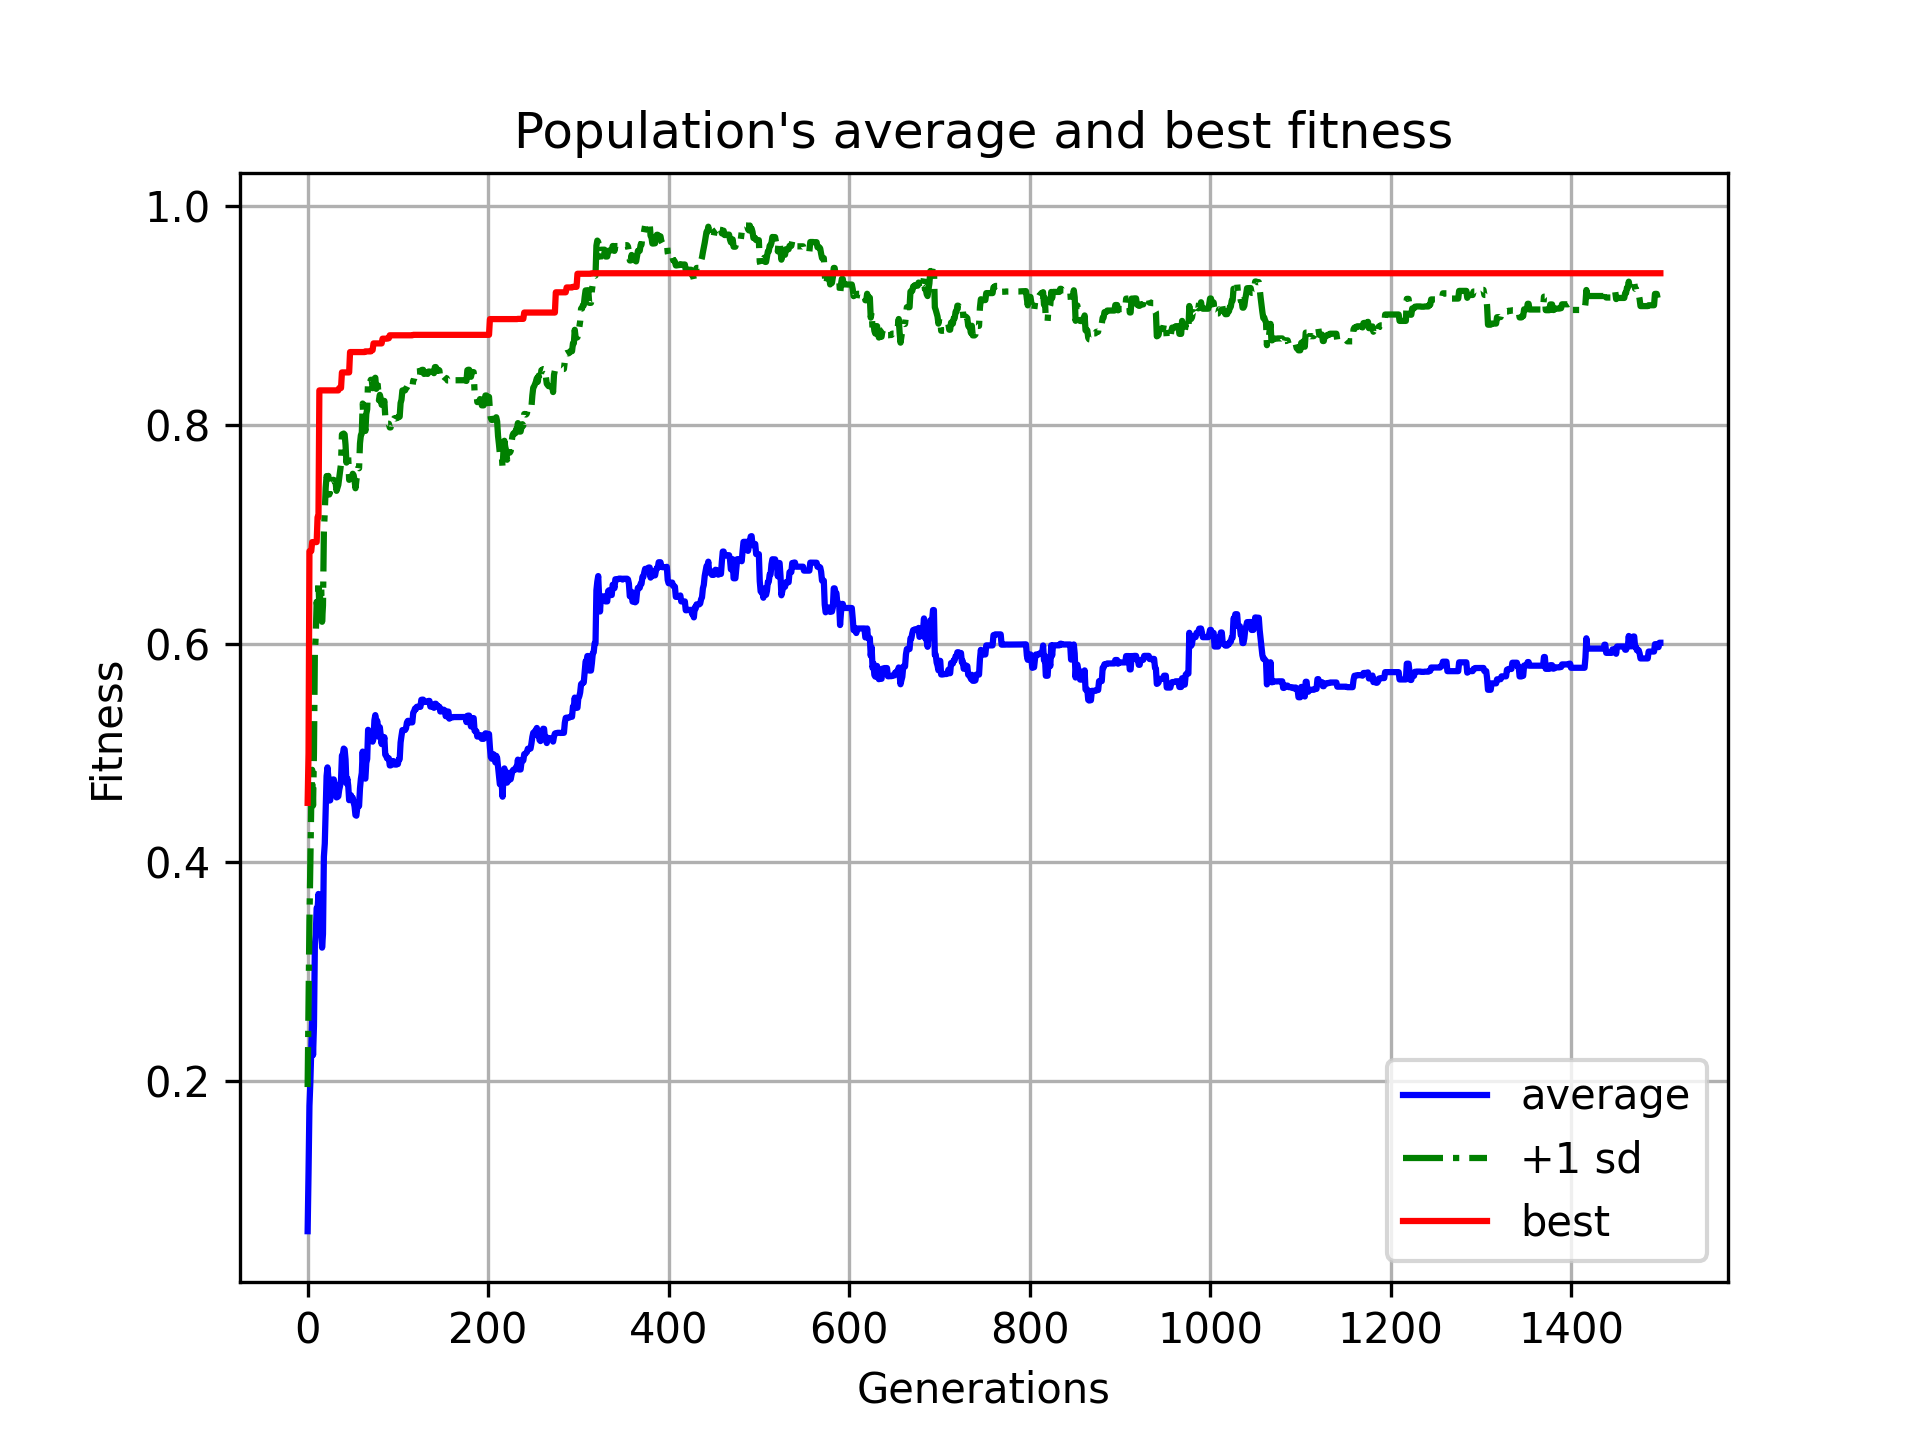 Population's average and best fitness
1.0
0.8
0.6
0.4
0.2
Fitness
0 200 400 600 800 1000 1200 1400
Generations
average
+1 sd
best